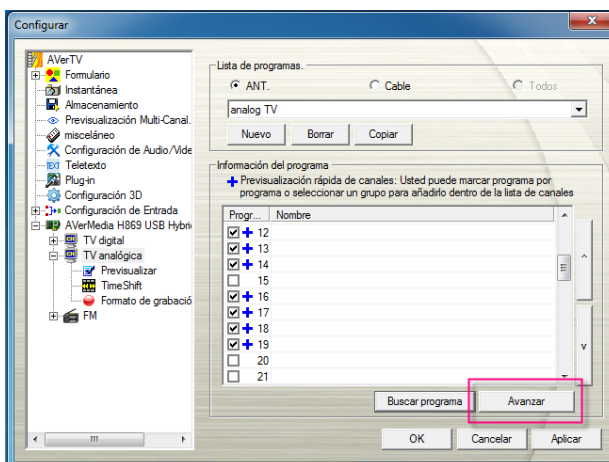 Configurar
AVerTV
Formulario
Instantánea
Almacenamiento
Previsualización Multi-Canal.
misceláneo
Configuración de Audio/Vide
TEXT Teletexto
Plug-in
Configuración 3D
Configuración de Entrada
AVerMedia H869 USB Hybri
TV digital
TV analógica
Previsualizar
TimeShift
Formato de grabació
FM
Lista de programas.
ANT. Cable Todos
analog TV
Nuevo Borrar Copiar
Información del programa
Previsualización rápida de canales: Usted puede marcar programa por
programa o seleccionar un grupo para añadirlo dentro de la lista de canales
Progr... Nombre
12
13
14
15
16
17
18
19
20
21
Buscar programa Avanzar
OK Cancelar Aplicar